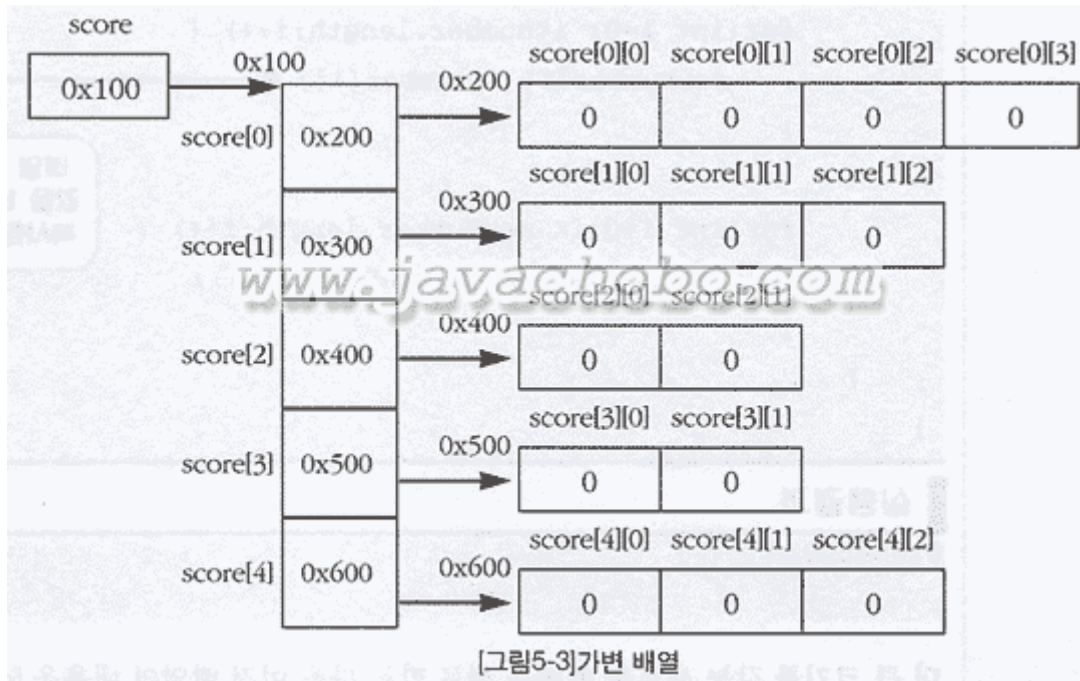 score
0x100
0x100
score[0] 0x200
score[1] 0x300
score[2] 0x400
score[3] 0x500
score[4] 0x600
score[0][0] score[0][1] score[0][2] score[0][3]
0x200
0 0 0 0
score[1][0] score[1][1] score[1][2]
0x300
0 0 0
score[2][0] score[2][1]
0x400
0 0
score[3][0] score[3][1]
0x500
0 0
score[4][0] score[4][1] score[4][2]
0x600
0 0 0
www.javachobo.com
[그림5-3]가변 배열